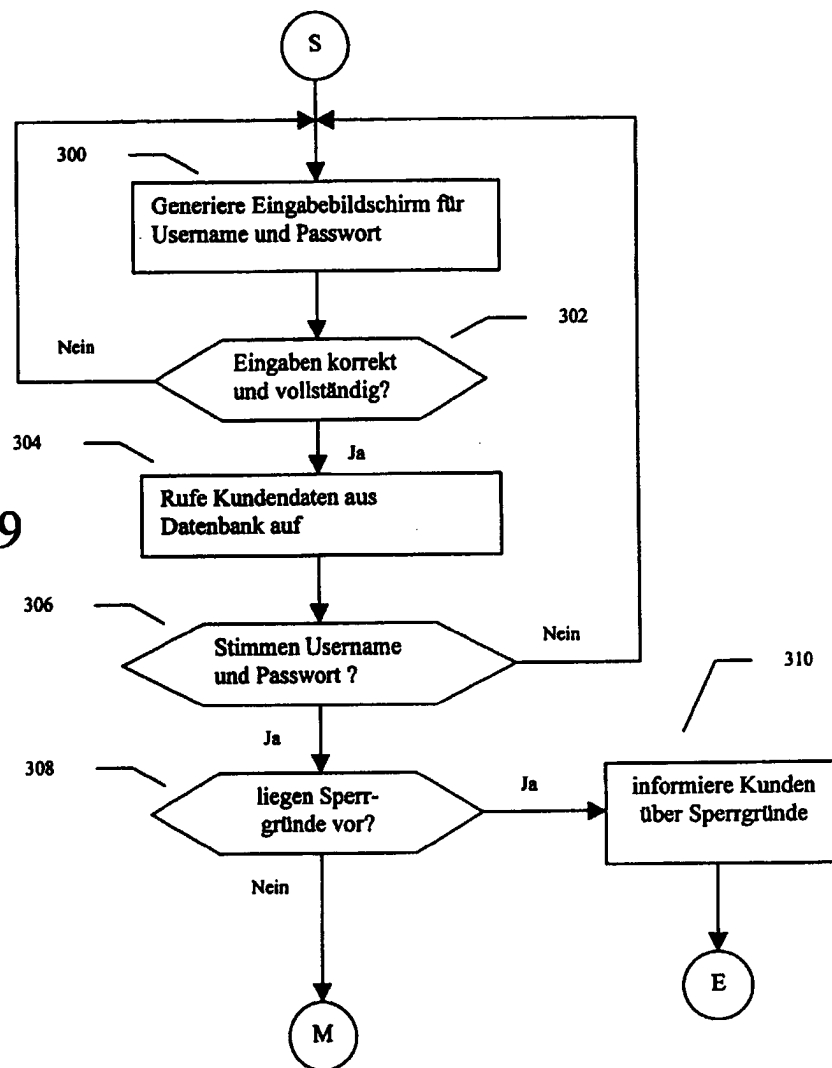 S
300
Generiere Eingabebildschirm für
Username und Passwort
302
Nein
Eingaben korrekt
und vollständig?
304
Ja
Rufe Kundendaten aus
Datenbank auf
9
306
Nein
Stimmen Username
und Passwort ?
310
Ja
308
liegen Sperr-
gründe vor?
Ja
informiere Kunden
über Sperrgründe
Nein
E
M